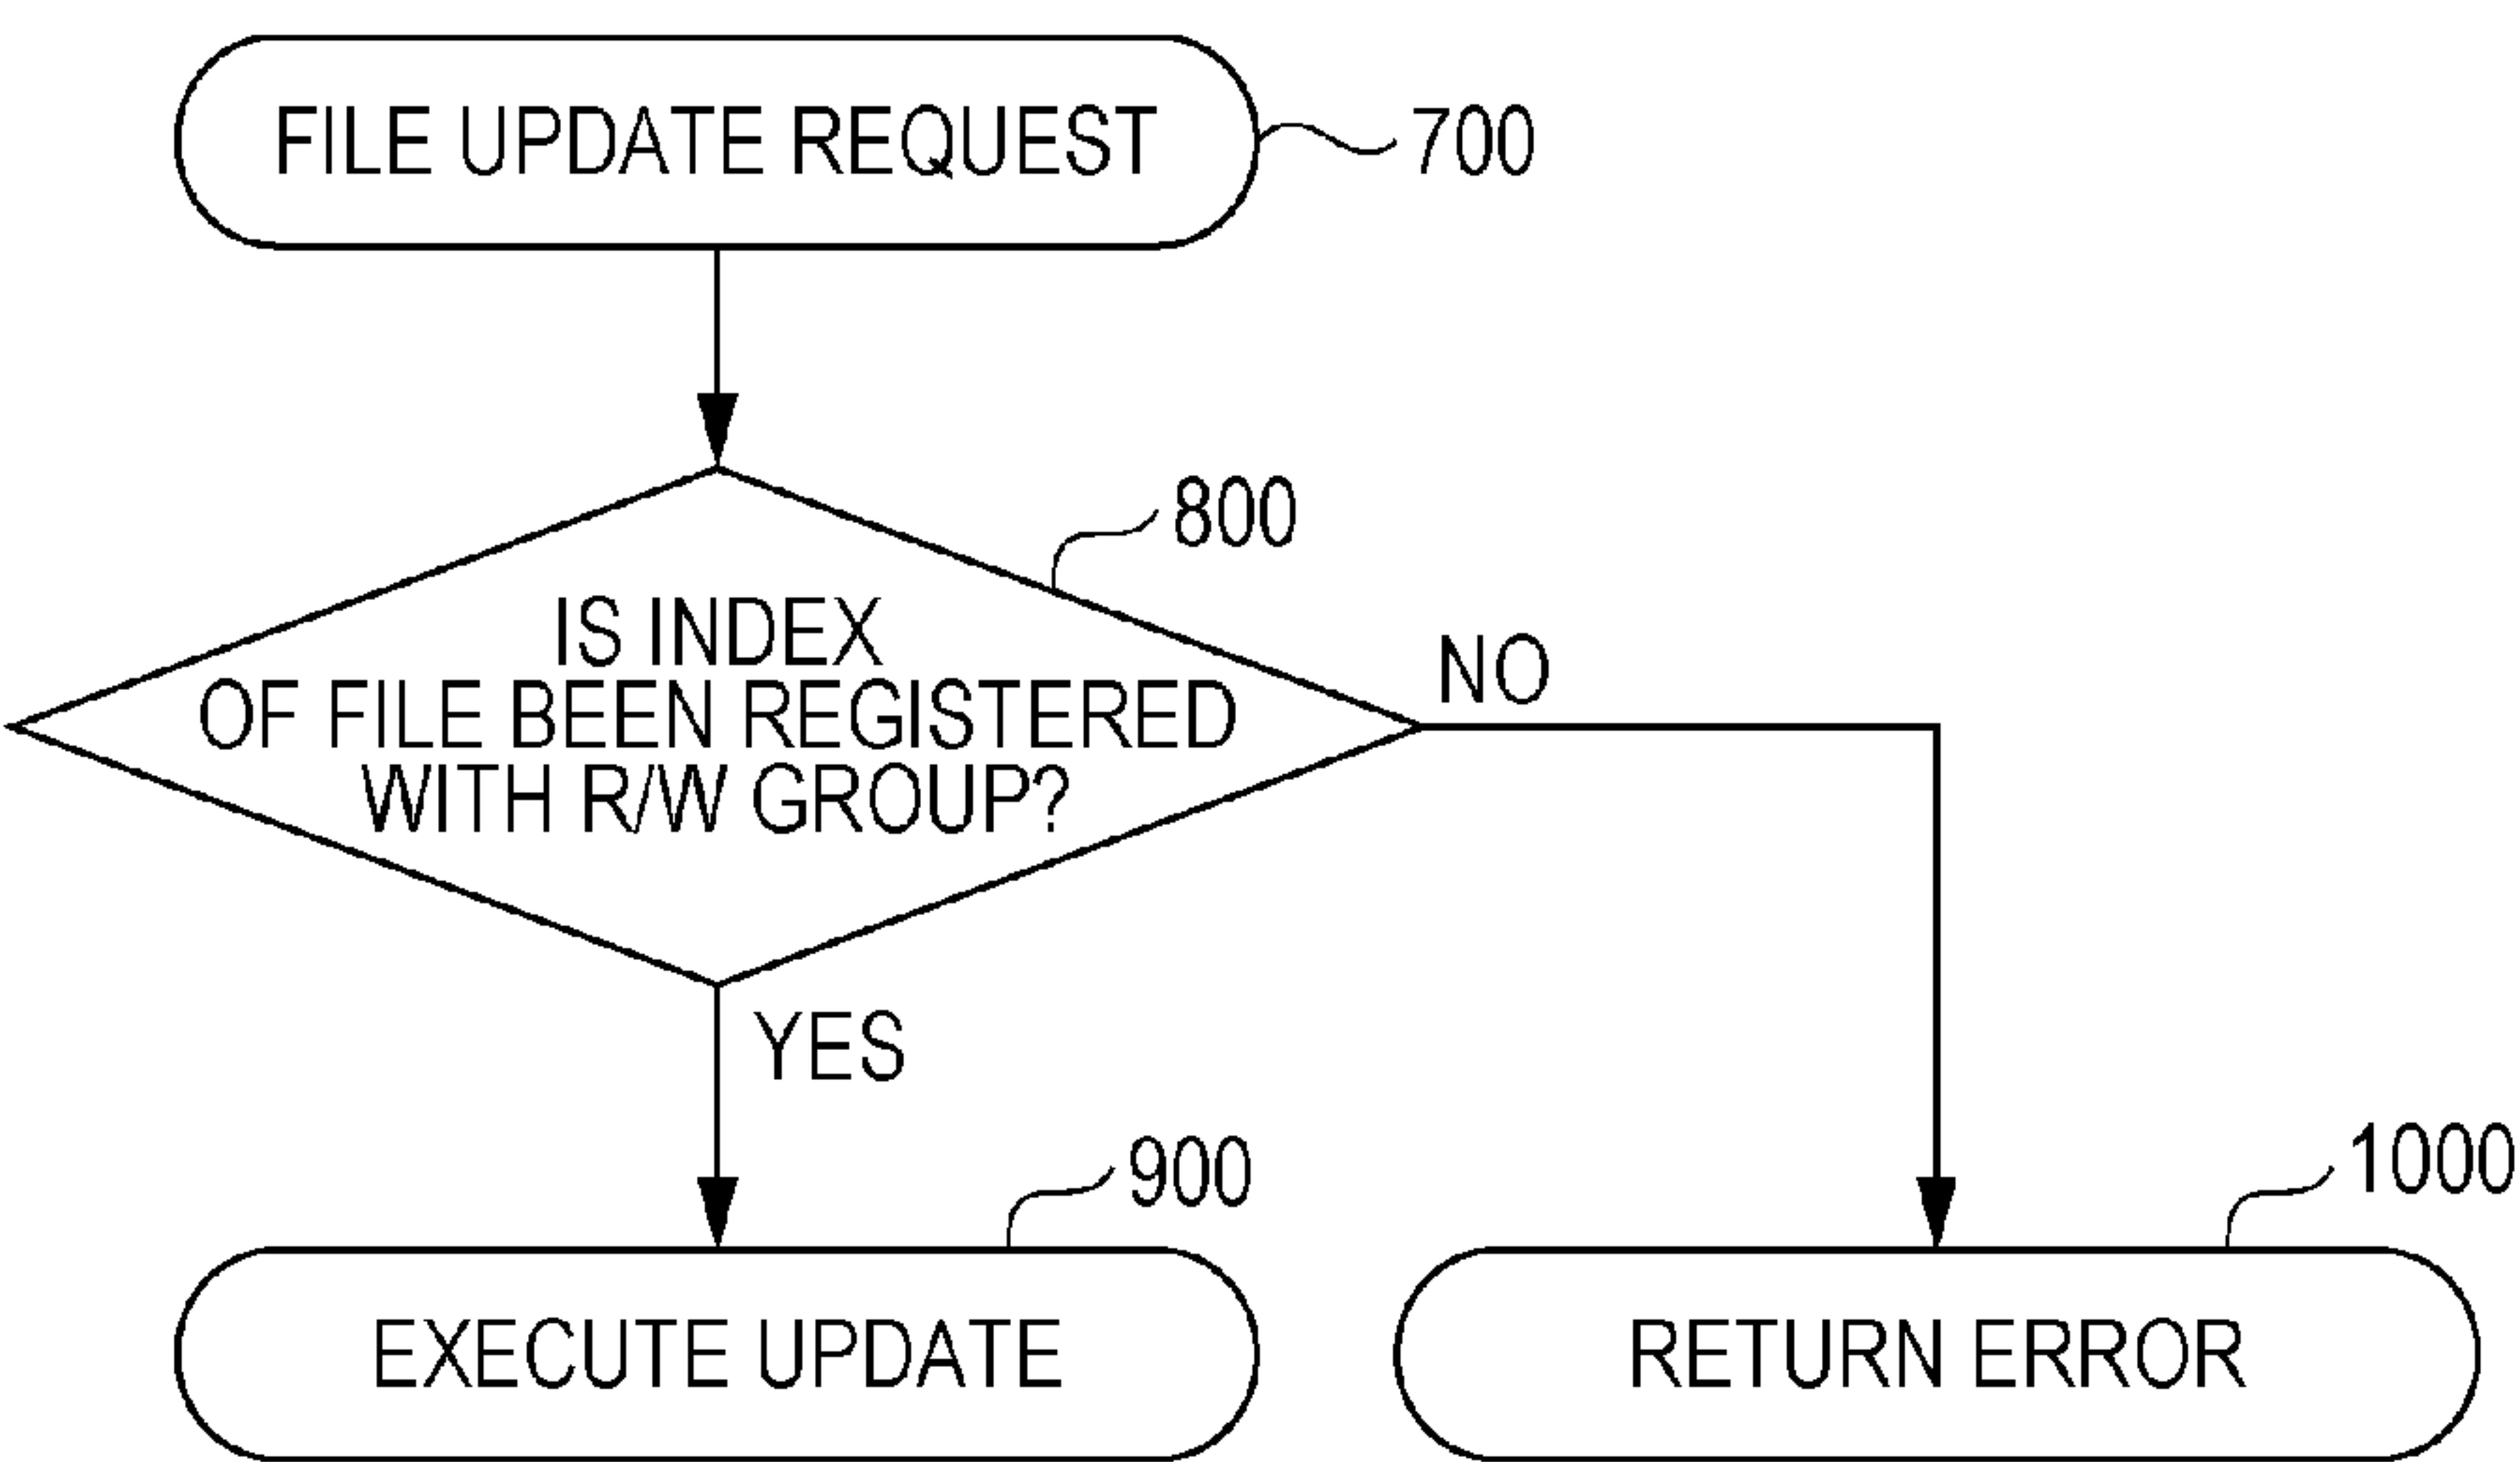 FILE UPDATE REQUEST
700
800
IS INDEX
OF FILE BEEN REGISTERED
WITH R/W GROUP?
NO
YES
900
1000
EXECUTE UPDATE
RETURN ERROR